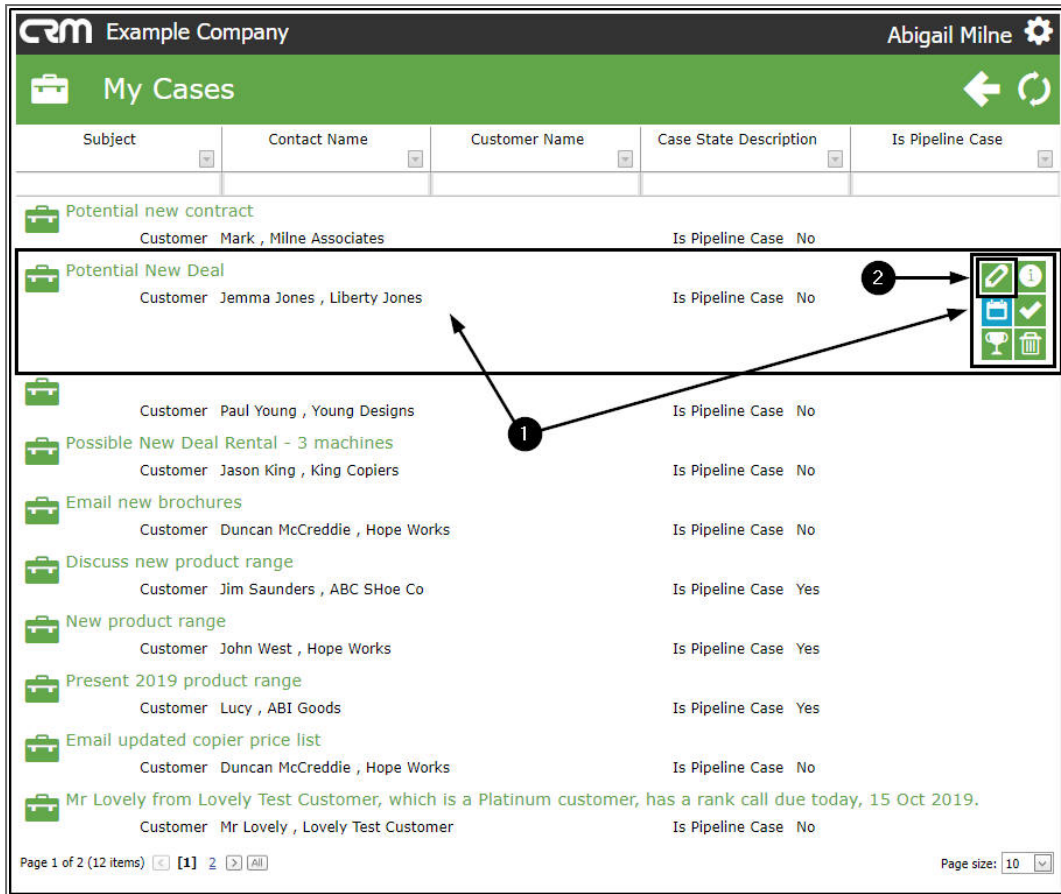 CRM Example Company Abigail Milne
My Cases
Subject Contact Name Customer Name Case State Description Is Pipeline Case
Potential new contract
Customer Mark , Milne Associates Is Pipeline Case No
Potential New Deal 2 i
Customer Jemma Jones , Liberty Jones Is Pipeline Case No
Customer Paul Young , Young Designs Is Pipeline Case No
1
Possible New Deal Rental - 3 machines
Customer Jason King , King Copiers Is Pipeline Case No
Email new brochures
Customer Duncan McCreddie , Hope Works Is Pipeline Case No
Discuss new product range
Customer Jim Saunders , ABC SHoe Co Is Pipeline Case Yes
New product range
Customer John West , Hope Works Is Pipeline Case Yes
Present 2019 product range
Customer Lucy , ABI Goods Is Pipeline Case Yes
Email updated copier price list
Customer Duncan McCreddie , Hope Works Is Pipeline Case No
Mr Lovely from Lovely Test Customer, which is a Platinum customer, has a rank call due today, 15 Oct 2019.
Customer Mr Lovely , Lovely Test Customer Is Pipeline Case No
Page 1 of 2 (12 items) < [1] 2 > All Page size: 10